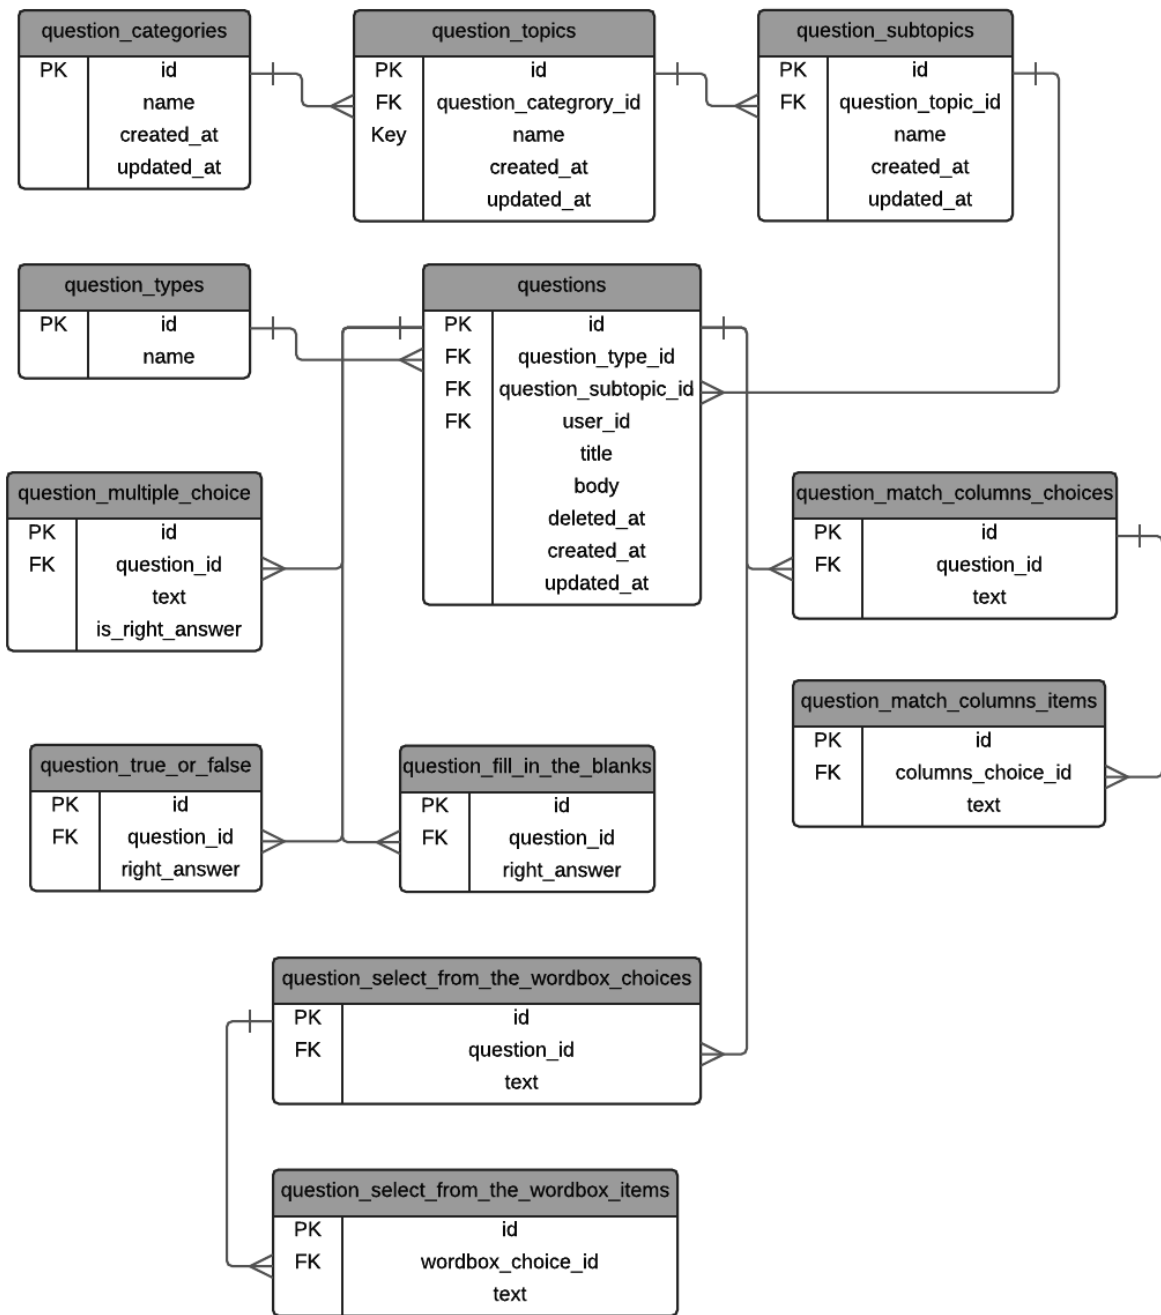 question_categories
PK id
name
created_at
updated_at
question_topics
PK id
FK question_categrory_id
Key name
created_at
updated_at
question_subtopics
PK id
FK question_topic_id
name
created_at
updated_at
question_types
PK id
name
questions
PK id
FK question_type_id
FK question_subtopic_id
FK user_id
title
body
deleted_at
created_at
updated_at
question_multiple_choice
PK id
FK question_id
text
is_right_answer
question_match_columns_choices
PK id
FK question_id
text
question_match_columns_items
PK id
FK columns_choice_id
text
question_true_or_false
PK id
FK question_id
right_answer
question_fill_in_the_blanks
PK id
FK question_id
right_answer
question_select_from_the_wordbox_choices
PK id
FK question_id
text
question_select_from_the_wordbox_items
PK id
FK wordbox_choice_id
text